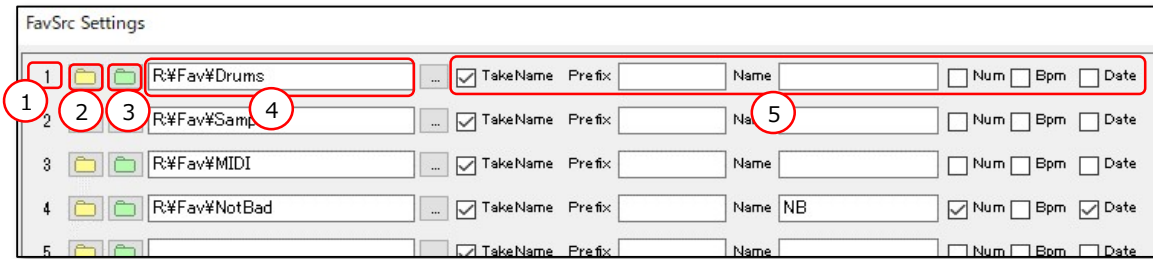 FavSrc Settings
1 R:¥Fav¥Drums ... TakeName Prefix Name Num Bpm Date
1 2 3 4 5
2 R:¥Fav¥Samp ... TakeName Prefix Na Num Bpm Date
3 R:¥Fav¥MIDI ... TakeName Prefix Name Num Bpm Date
4 R:¥Fav¥NotBad ... TakeName Prefix Name NB Num Bpm Date
5 TakeName Prefix Name Num Bpm Date